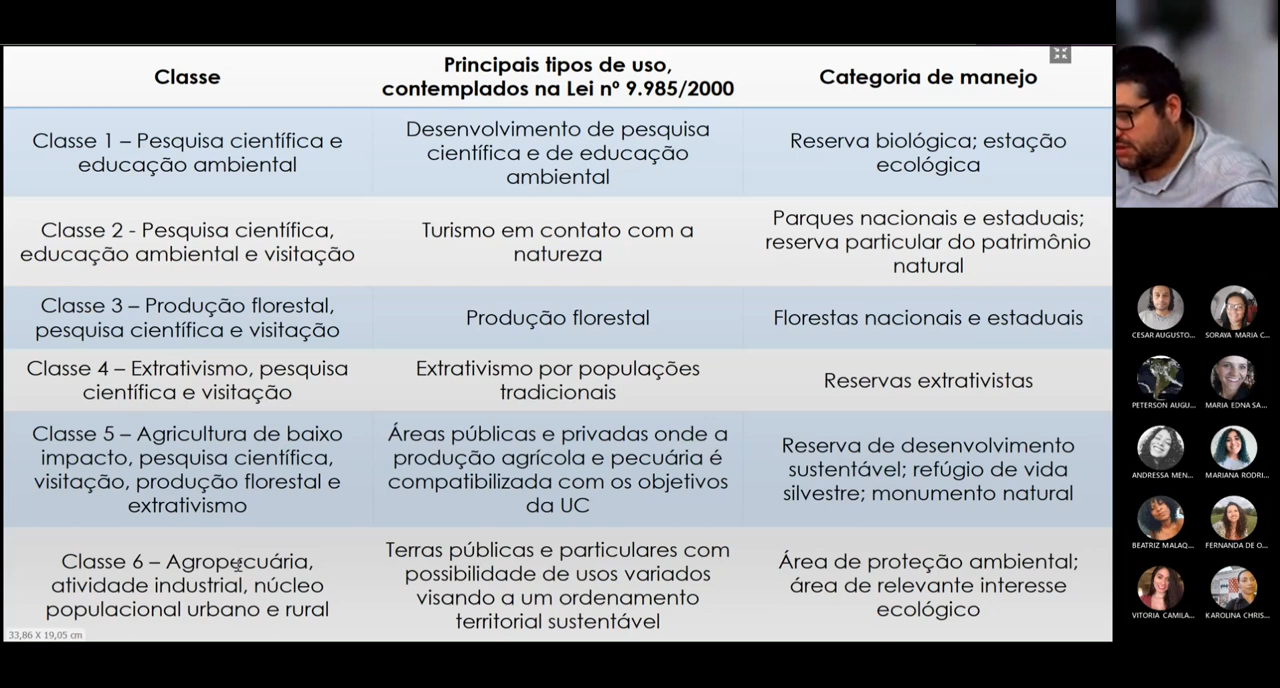 Classe
Principais tipos de uso,
contemplados na Lei nº 9.985/2000
Categoria de manejo
Classe 1 – Pesquisa científica e
educação ambiental
Desenvolvimento de pesquisa
científica e de educação
ambiental
Reserva biológica; estação
ecológica
Classe 2 - Pesquisa científica,
educação ambiental e visitação
Turismo em contato com a
natureza
Parques nacionais e estaduais;
reserva particular do patrimônio
natural
Classe 3 – Produção florestal,
pesquisa científica e visitação
Produção florestal
Florestas nacionais e estaduais
Classe 4 – Extrativismo, pesquisa
científica e visitação
Extrativismo por populações
tradicionais
Reservas extrativistas
Classe 5 – Agricultura de baixo
impacto, pesquisa científica,
visitação, produção florestal e
extrativismo
Áreas públicas e privadas onde a
produção agrícola e pecuária é
compatibilizada com os objetivos
da UC
Reserva de desenvolvimento
sustentável; refúgio de vida
silvestre; monumento natural
Classe 6 – Agropecuária,
atividade industrial, núcleo
populacional urbano e rural
Terras públicas e particulares com
possibilidade de usos variados
visando a um ordenamento
territorial sustentável
Área de proteção ambiental;
área de relevante interesse
ecológico
33,86 X 19,05 cm
CESAR AUGUSTO...
SORAYA MARIA C...
PETERSON AUGU...
MARIA EDNA SA...
ANDRESSA MEN...
MARIANA RODRI...
BEATRIZ MALAQ...
FERNANDA DE O...
VITORIA CAMILA...
KAROLINA CHRIS...